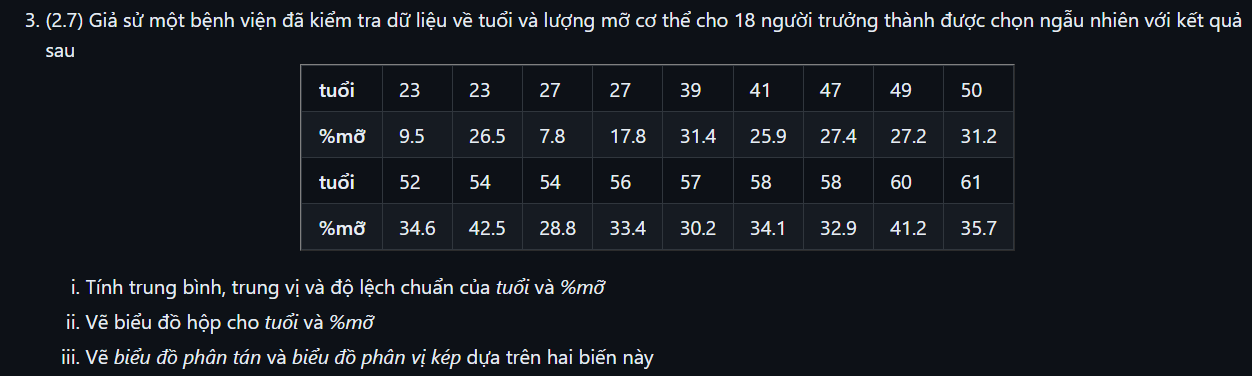 3. (2.7) Giả sử một bệnh viện đã kiểm tra dữ liệu về tuổi và lượng mỡ cơ thể cho 18 người trưởng thành được chọn ngẫu nhiên với kết quả
sau
tuổi 23 23 27 27 39 41 47 49 50
%mỡ 9.5 26.5 7.8 17.8 31.4 25.9 27.4 27.2 31.2
tuổi 52 54 54 56 57 58 58 60 61
%mỡ 34.6 42.5 28.8 33.4 30.2 34.1 32.9 41.2 35.7
i. Tính trung bình, trung vị và độ lệch chuẩn của tuổi và %mỡ
ii. Vẽ biểu đồ hộp cho tuổi và %mỡ
iii. Vẽ biểu đồ phân tán và biểu đồ phân vị kép dựa trên hai biến này